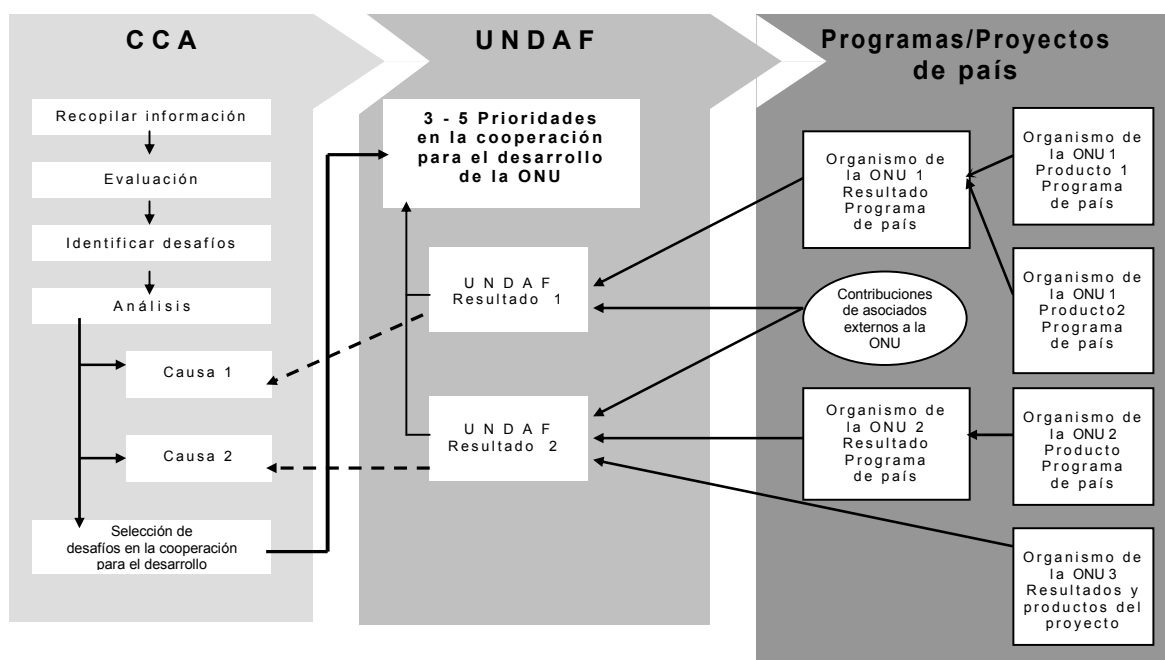 CCA
Recopilar información
Evaluación
Identificar desafíos
Análisis
Causa 1
Causa 2
Selección de
desafíos en la cooperación
para el desarrollo
UNDAF
3 - 5 Prioridades
en la cooperación
para el desarrollo
de la ONU
UNDAF
Resultado 1
UNDAF
Resultado 2
Programas/Proyectos
de país
Organismo de
la ONU 1
Resultado
Programa
de país
Contribuciones
de asociados
externos a la
ONU
Organismo de
la ONU 2
Resultado
Programa
de país
Organismo de
la ONU 1
Producto 1
Programa
de país
Organismo de
la ONU 1
Producto2
Programa
de país
Organismo de
la ONU 2
Producto
Programa
de país
Organismo de
la ONU 3
Resultados y
productos del
proyecto